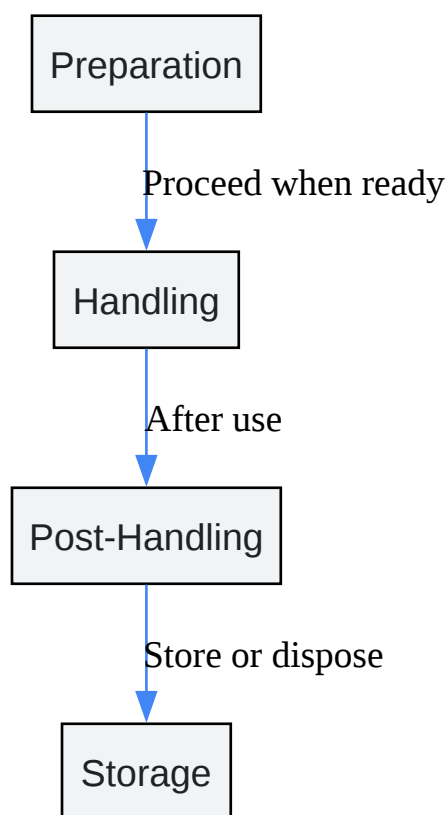 Preparation
Proceed when ready
Handling
After use
Post-Handling
Store or dispose
Storage